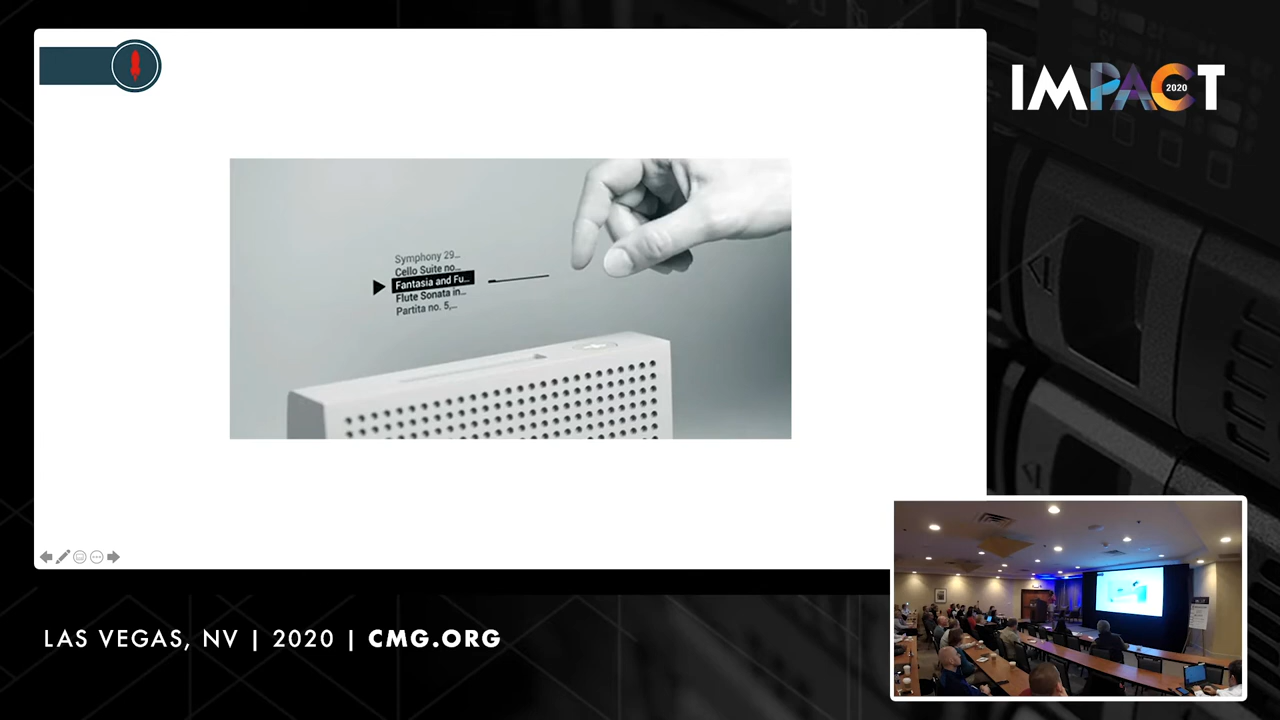 IMPACT
2020
Symphony 29...
Cello Suite no...
Fantasia and Fu...
Flute Sonata in...
Partita no. 5,...
LAS VEGAS, NV | 2020 | CMG.ORG